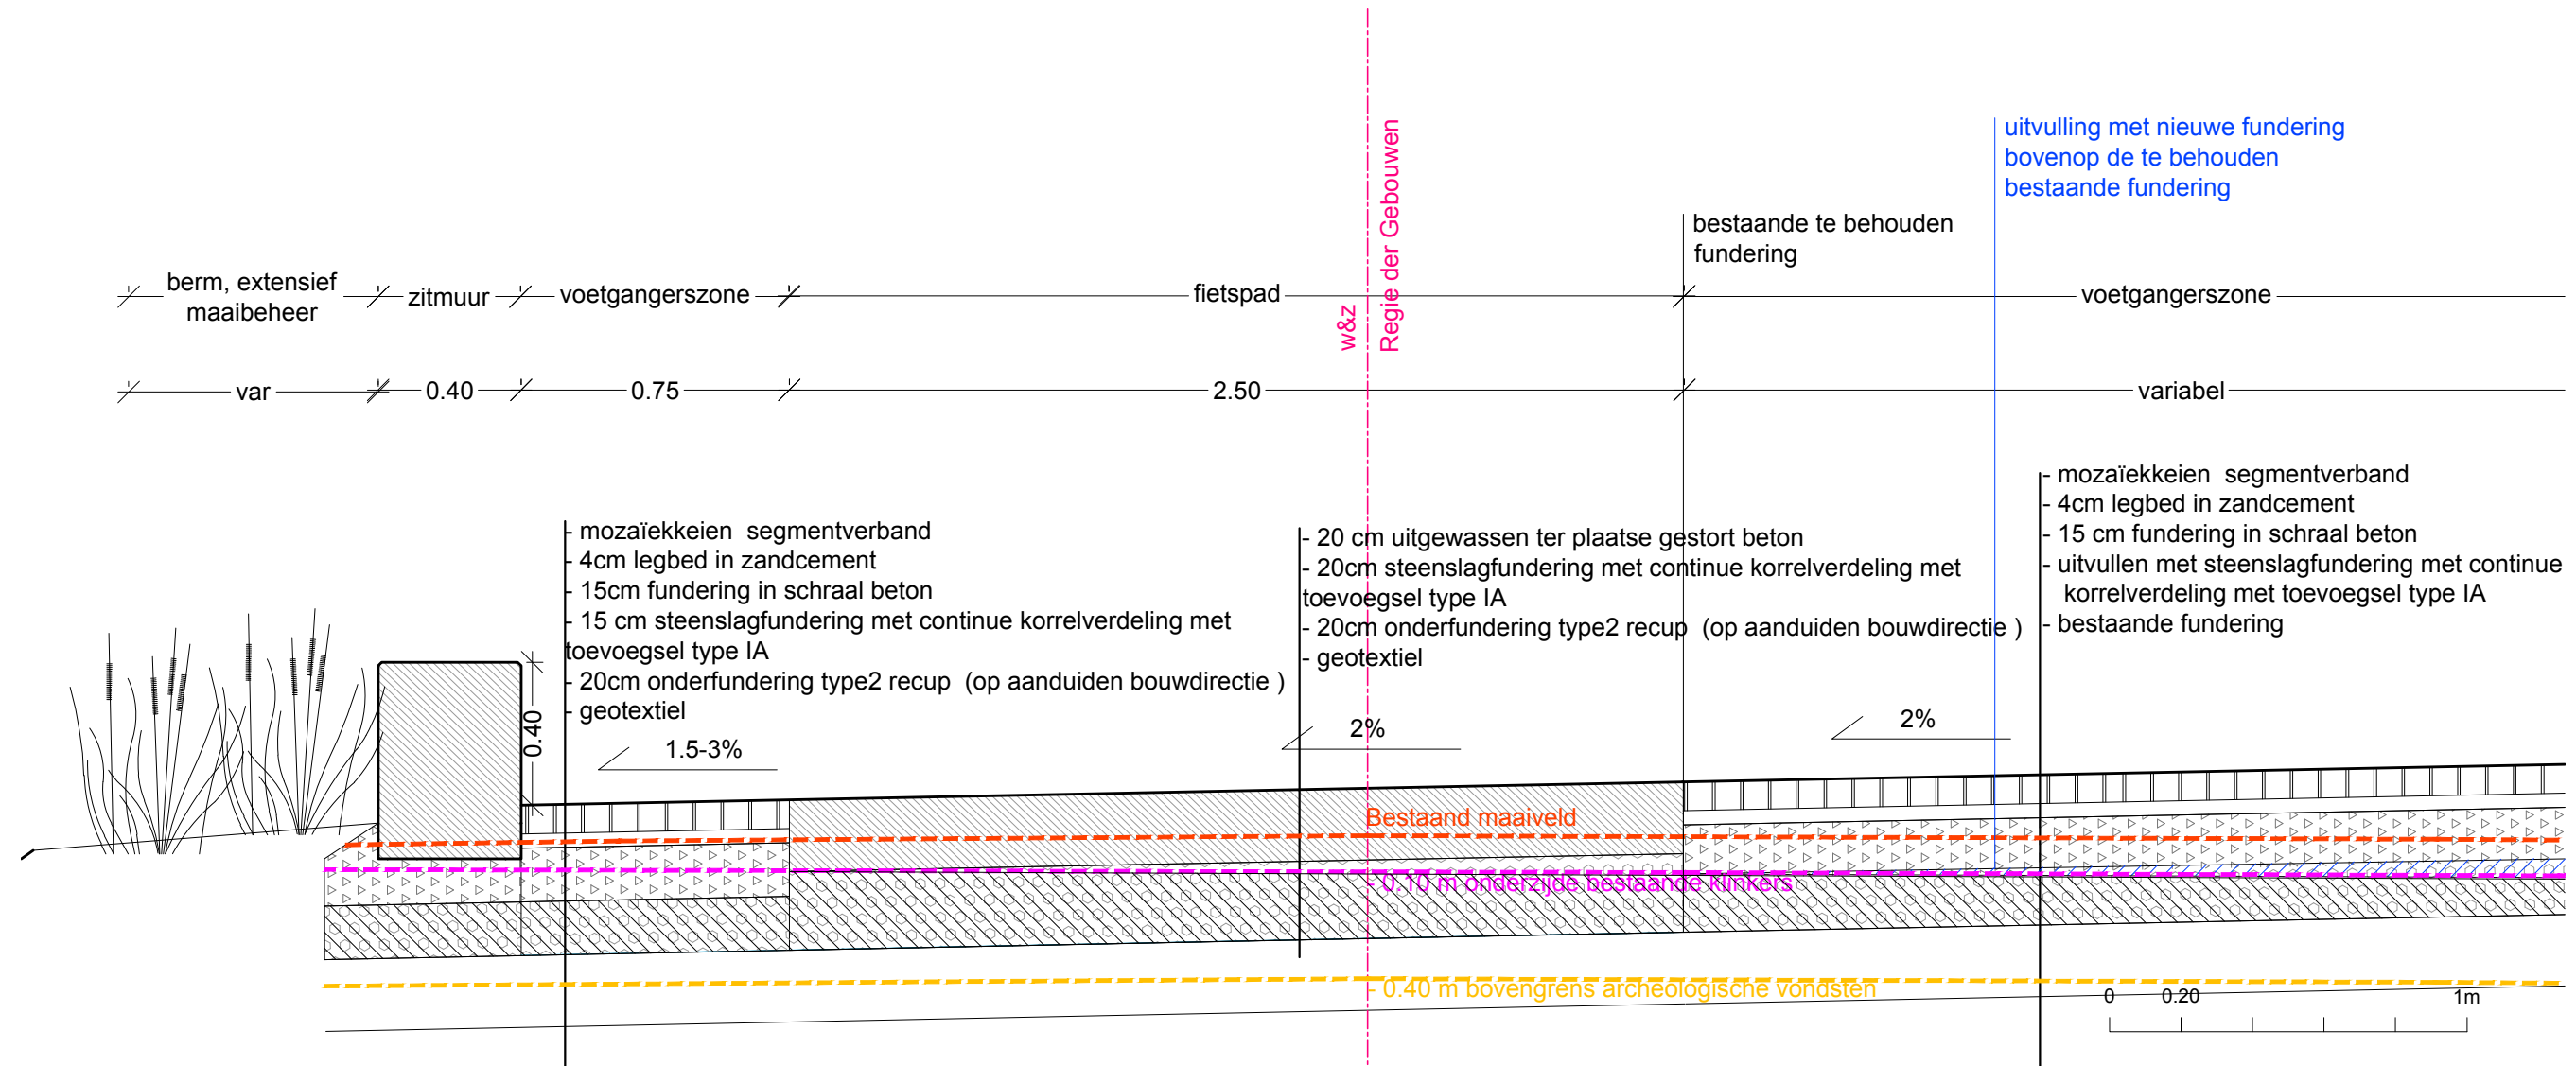 uitvulling met nieuwe fundering
bovenop de te behouden
bestaande fundering
bestaande te behouden
fundering
w&z
Regie der Gebouwen
berm, extensief
maaibeheer
zitmuur
voetgangerszone
fietspad
voetgangerszone
var
0.40
0.75
2.50
variabel
- mozaïekkeien segmentverband
- 4cm legbed in zandcement
- 15cm fundering in schraal beton
- 15 cm steenslagfundering met continue korrelverdeling met
toevoegsel type IA
- 20cm onderfundering type2 recup (op aanduiden bouwdirectie )
- geotextiel
- 20 cm uitgewassen ter plaatse gestort beton
- 20cm steenslagfundering met continue korrelverdeling met
toevoegsel type IA
- 20cm onderfundering type2 recup (op aanduiden bouwdirectie )
- geotextiel
- mozaïekkeien segmentverband
- 4cm legbed in zandcement
- 15 cm fundering in schraal beton
- uitvullen met steenslagfundering met continue
korrelverdeling met toevoegsel type IA
- bestaande fundering
0.40
1.5-3%
2%
2%
Bestaand maaiveld
- 0.10 m onderzijde bestaande klinkers
- 0.40 m bovengrens archeologische vondsten
0 0.20 1m